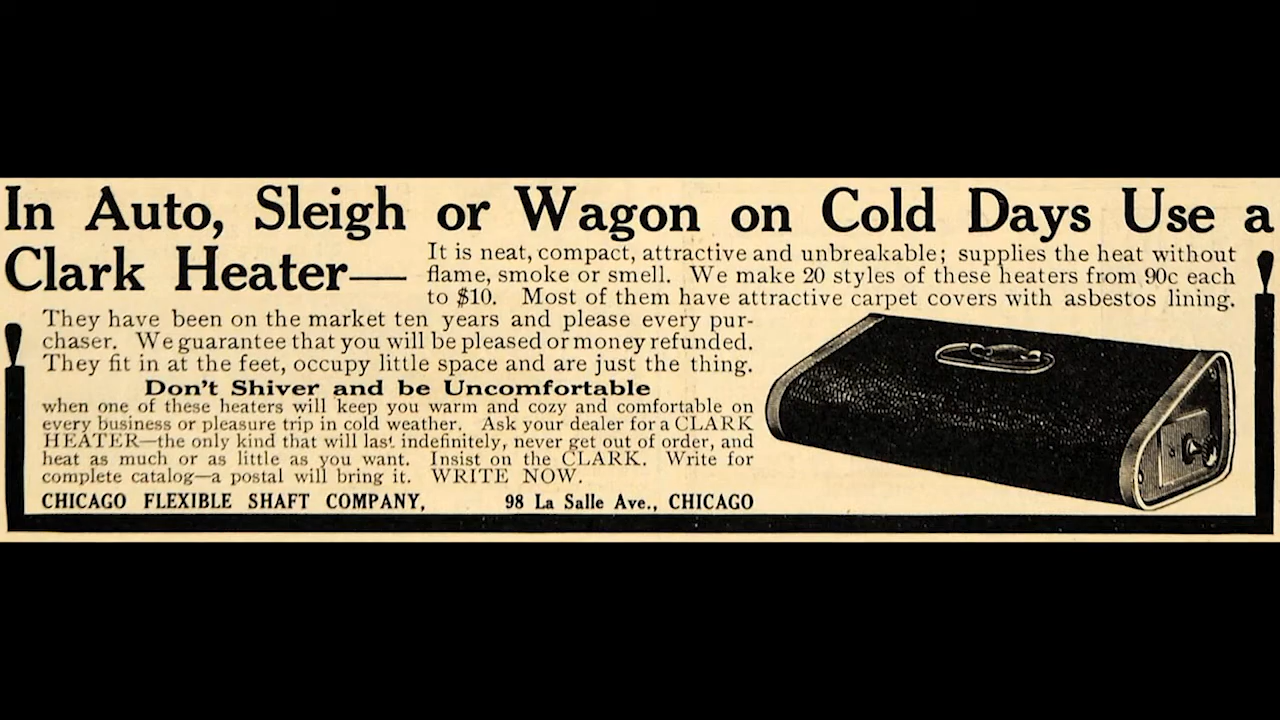 In Auto, Sleigh or Wagon on Cold Days Use a
Clark Heater—
It is neat, compact, attractive and unbreakable; supplies the heat without
flame, smoke or smell. We make 20 styles of these heaters from 90c each
to $10. Most of them have attractive carpet covers with asbestos lining.
They have been on the market ten years and please every pur-
chaser. We guarantee that you will be pleased or money refunded.
They fit in at the feet, occupy little space and are just the thing.
Don't Shiver and be Uncomfortable
when one of these heaters will keep you warm and cozy and comfortable on
every business or pleasure trip in cold weather. Ask your dealer for a CLARK
HEATER—the only kind that will last indefinitely, never get out of order, and
heat as much or as little as you want. Insist on the CLARK. Write for
complete catalog—a postal will bring it. WRITE NOW.
CHICAGO FLEXIBLE SHAFT COMPANY, 98 La Salle Ave., CHICAGO